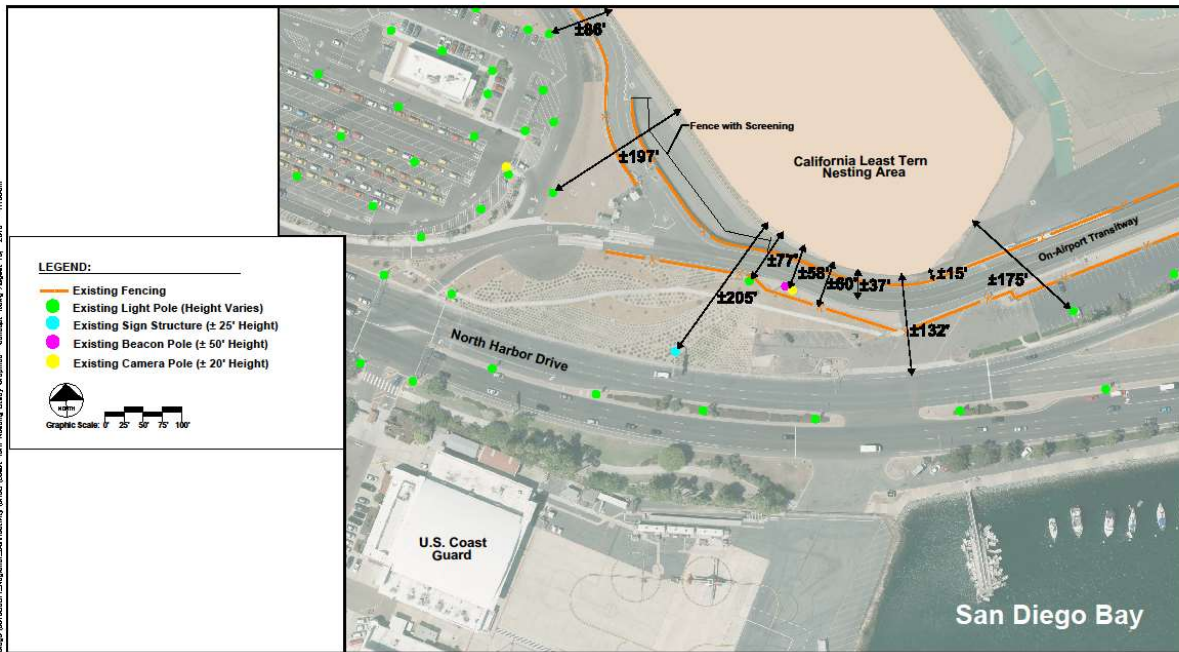 ±86'
Fence with Screening
±197'
California Least Tern
Nesting Area
On-Airport Transitway
±77'
±58'
±60'
±37'
±15'
±175'
±205'
±132'
LEGEND:
Existing Fencing
Existing Light Pole (Height Varies)
Existing Sign Structure (± 25' Height)
Existing Beacon Pole (± 50' Height)
Existing Camera Pole (± 20' Height)
NORTH
Graphic Scale: 0' 25' 50' 75' 100'
North Harbor Drive
U.S. Coast
Guard
San Diego Bay